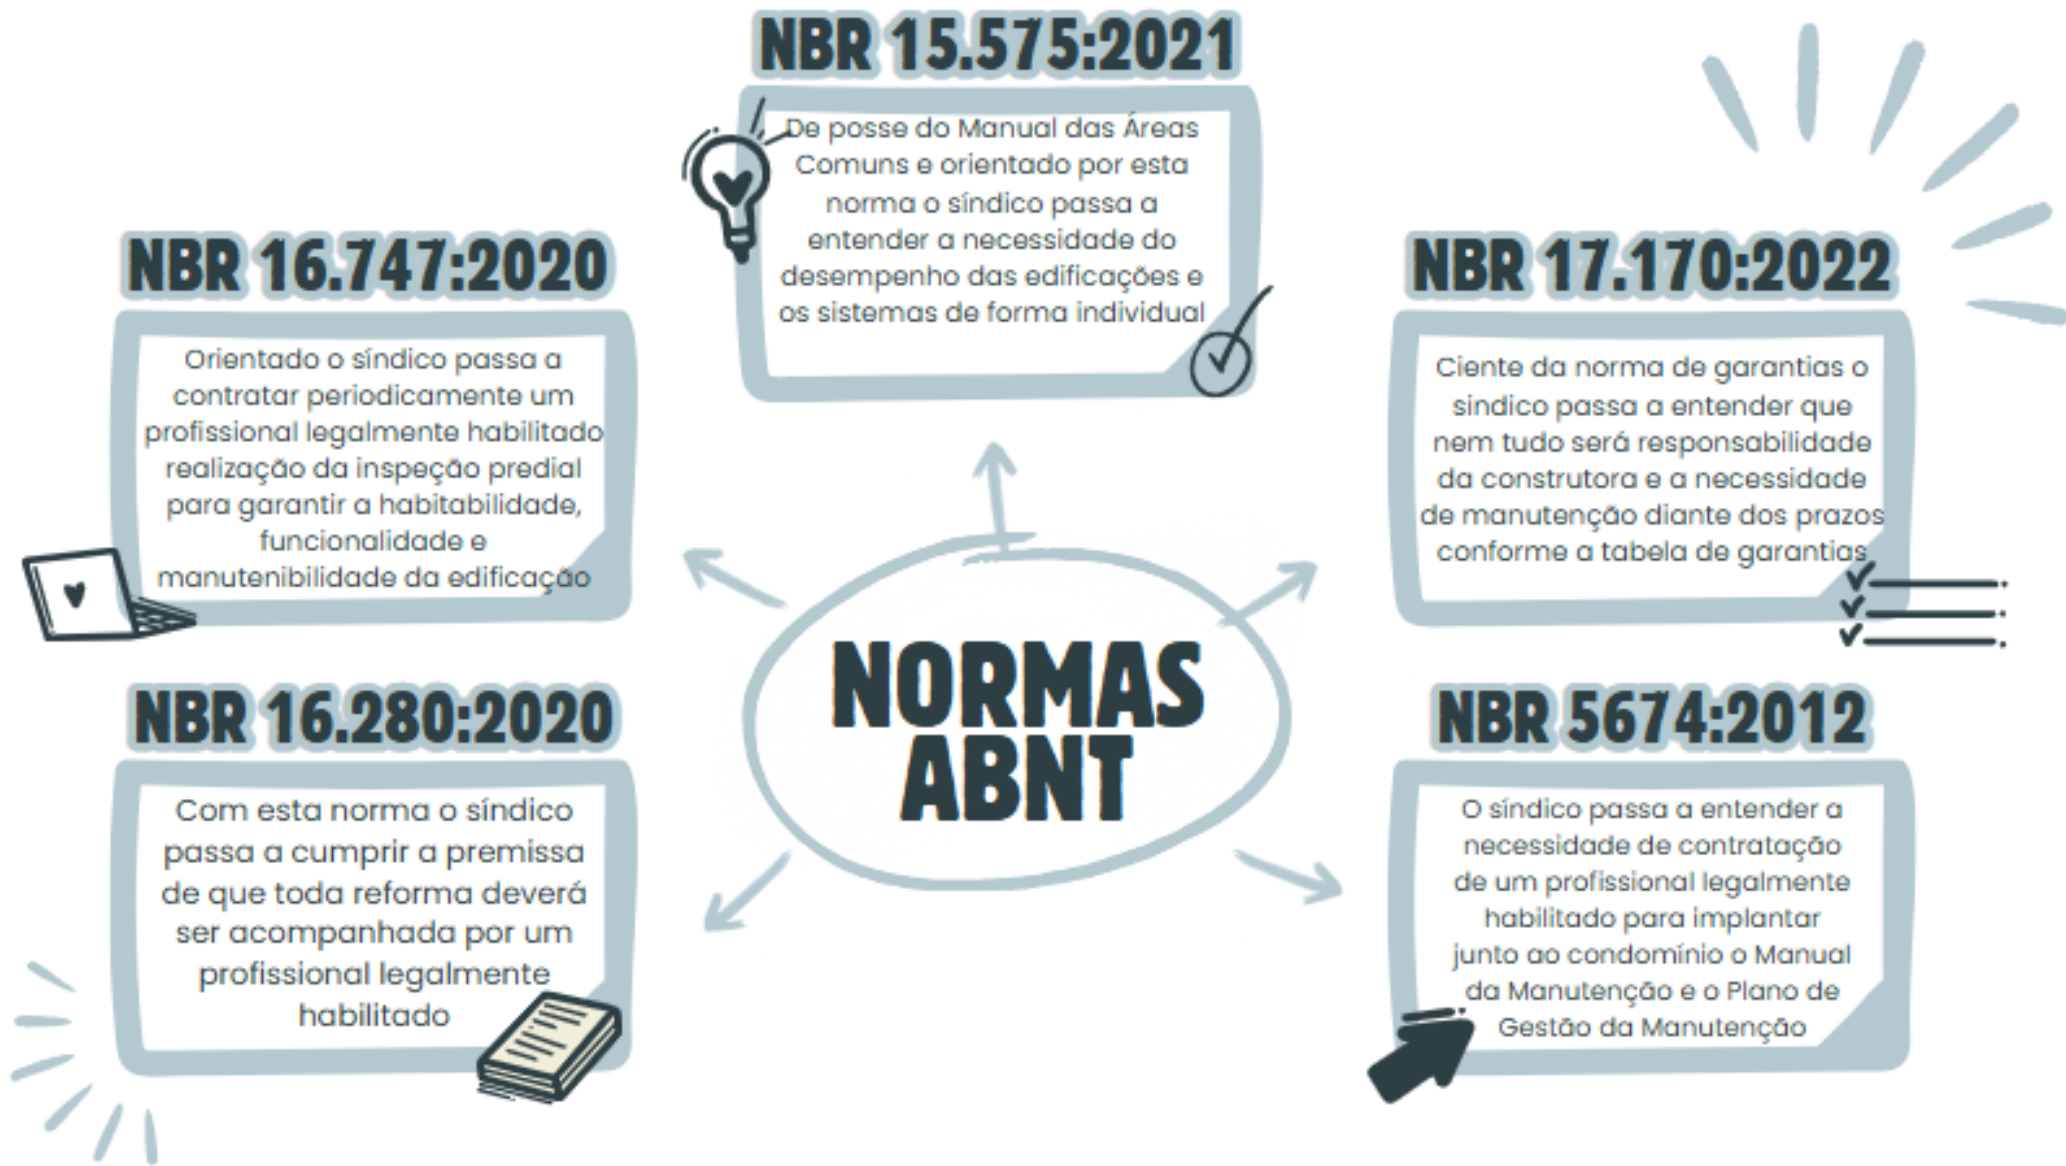 NBR 15.575:2021
De posse do Manual das Áreas
Comuns e orientado por esta
norma o síndico passa a
entender a necessidade do
desempenho das edificações e
os sistemas de forma individual
NBR 16.747:2020
Orientado o síndico passa a
contratar periodicamente um
profissional legalmente habilitado
realização da inspeção predial
para garantir a habitabilidade,
funcionalidade e
manutenibilidade da edificação
NBR 17.170:2022
Ciente da norma de garantias o
sindico passa a entender que
nem tudo será responsabilidade
da construtora e a necessidade
de manutenção diante dos prazos
conforme a tabela de garantias
NORMAS
ABNT
NBR 16.280:2020
Com esta norma o síndico
passa a cumprir a premissa
de que toda reforma deverá
ser acompanhada por um
profissional legalmente
habilitado
NBR 5674:2012
O síndico passa a entender a
necessidade de contratação
de um profissional legalmente
habilitado para implantar
junto ao condomínio o Manual
da Manutenção e o Plano de
Gestão da Manutenção